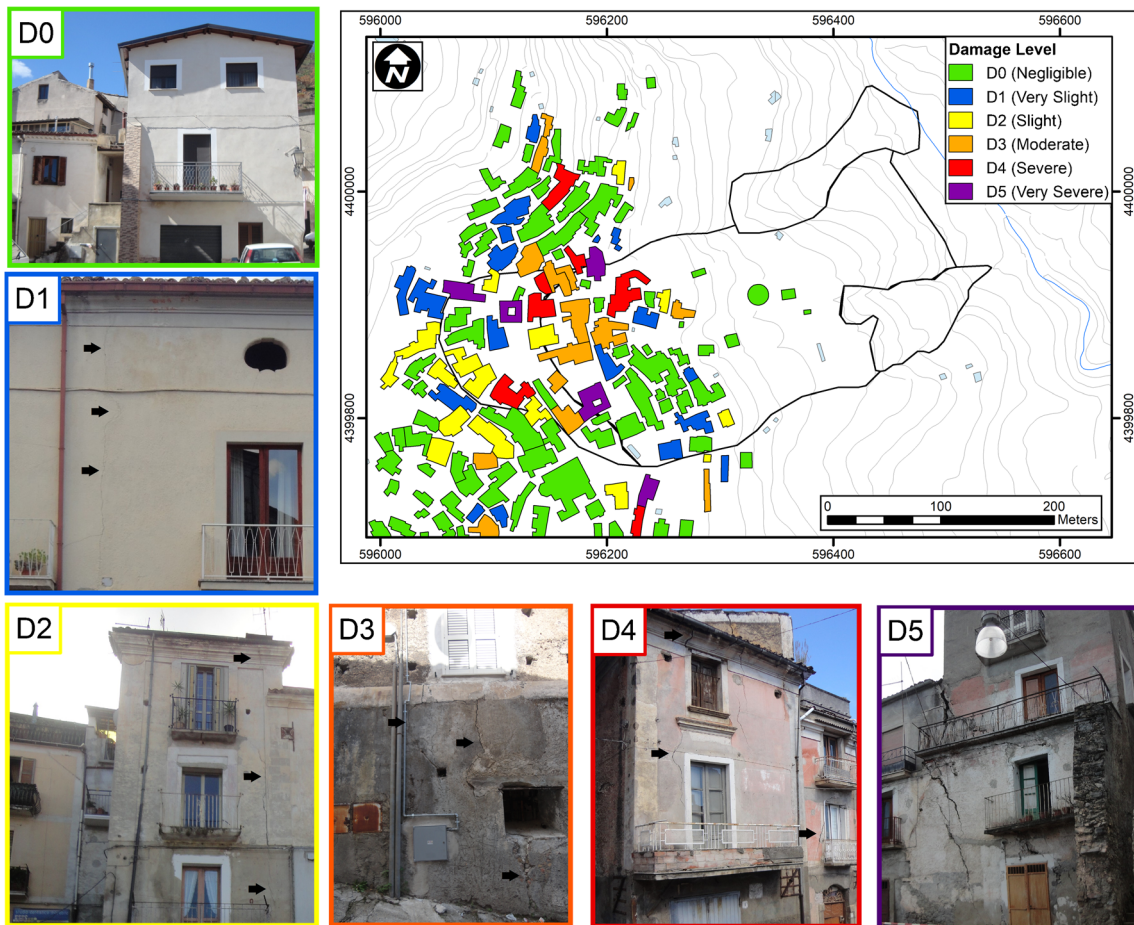 D0
596000
596200
596400
596600
N
Damage Level
D0 (Negligible)
D1 (Very Slight)
D2 (Slight)
D3 (Moderate)
D4 (Severe)
D5 (Very Severe)
4400000
4400000
4399800
4399800
0
100
200
Meters
596000
596200
596400
596600
D1
D2
D3
D4
D5